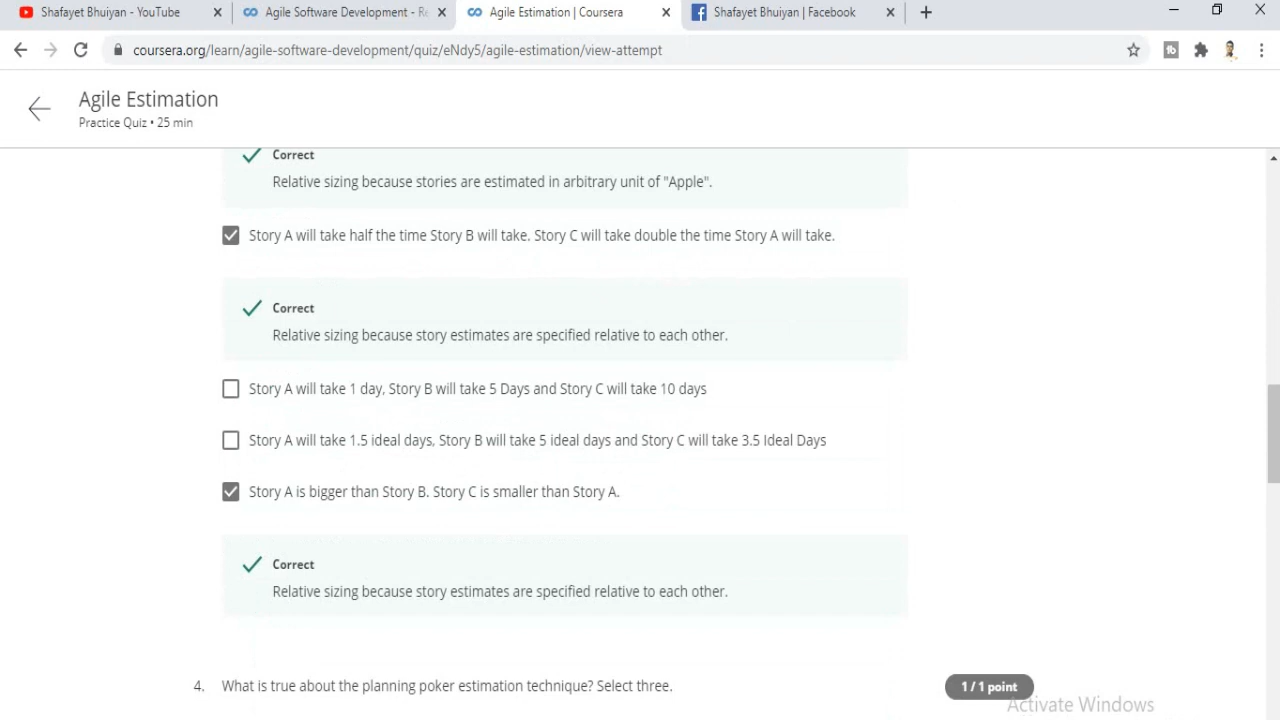 Shafayet Bhuiyan - YouTube
Agile Software Development - Re
Agile Estimation | Coursera
Shafayet Bhuiyan | Facebook
coursera.org/learn/agile-software-development/quiz/eNdy5/agile-estimation/view-attempt
Agile Estimation
Practice Quiz • 25 min
Correct
Relative sizing because stories are estimated in arbitrary unit of "Apple".
Story A will take half the time Story B will take. Story C will take double the time Story A will take.
Correct
Relative sizing because story estimates are specified relative to each other.
Story A will take 1 day, Story B will take 5 Days and Story C will take 10 days
Story A will take 1.5 ideal days, Story B will take 5 ideal days and Story C will take 3.5 Ideal Days
Story A is bigger than Story B. Story C is smaller than Story A.
Correct
Relative sizing because story estimates are specified relative to each other.
4. What is true about the planning poker estimation technique? Select three.
1 / 1 point
Activate Windows